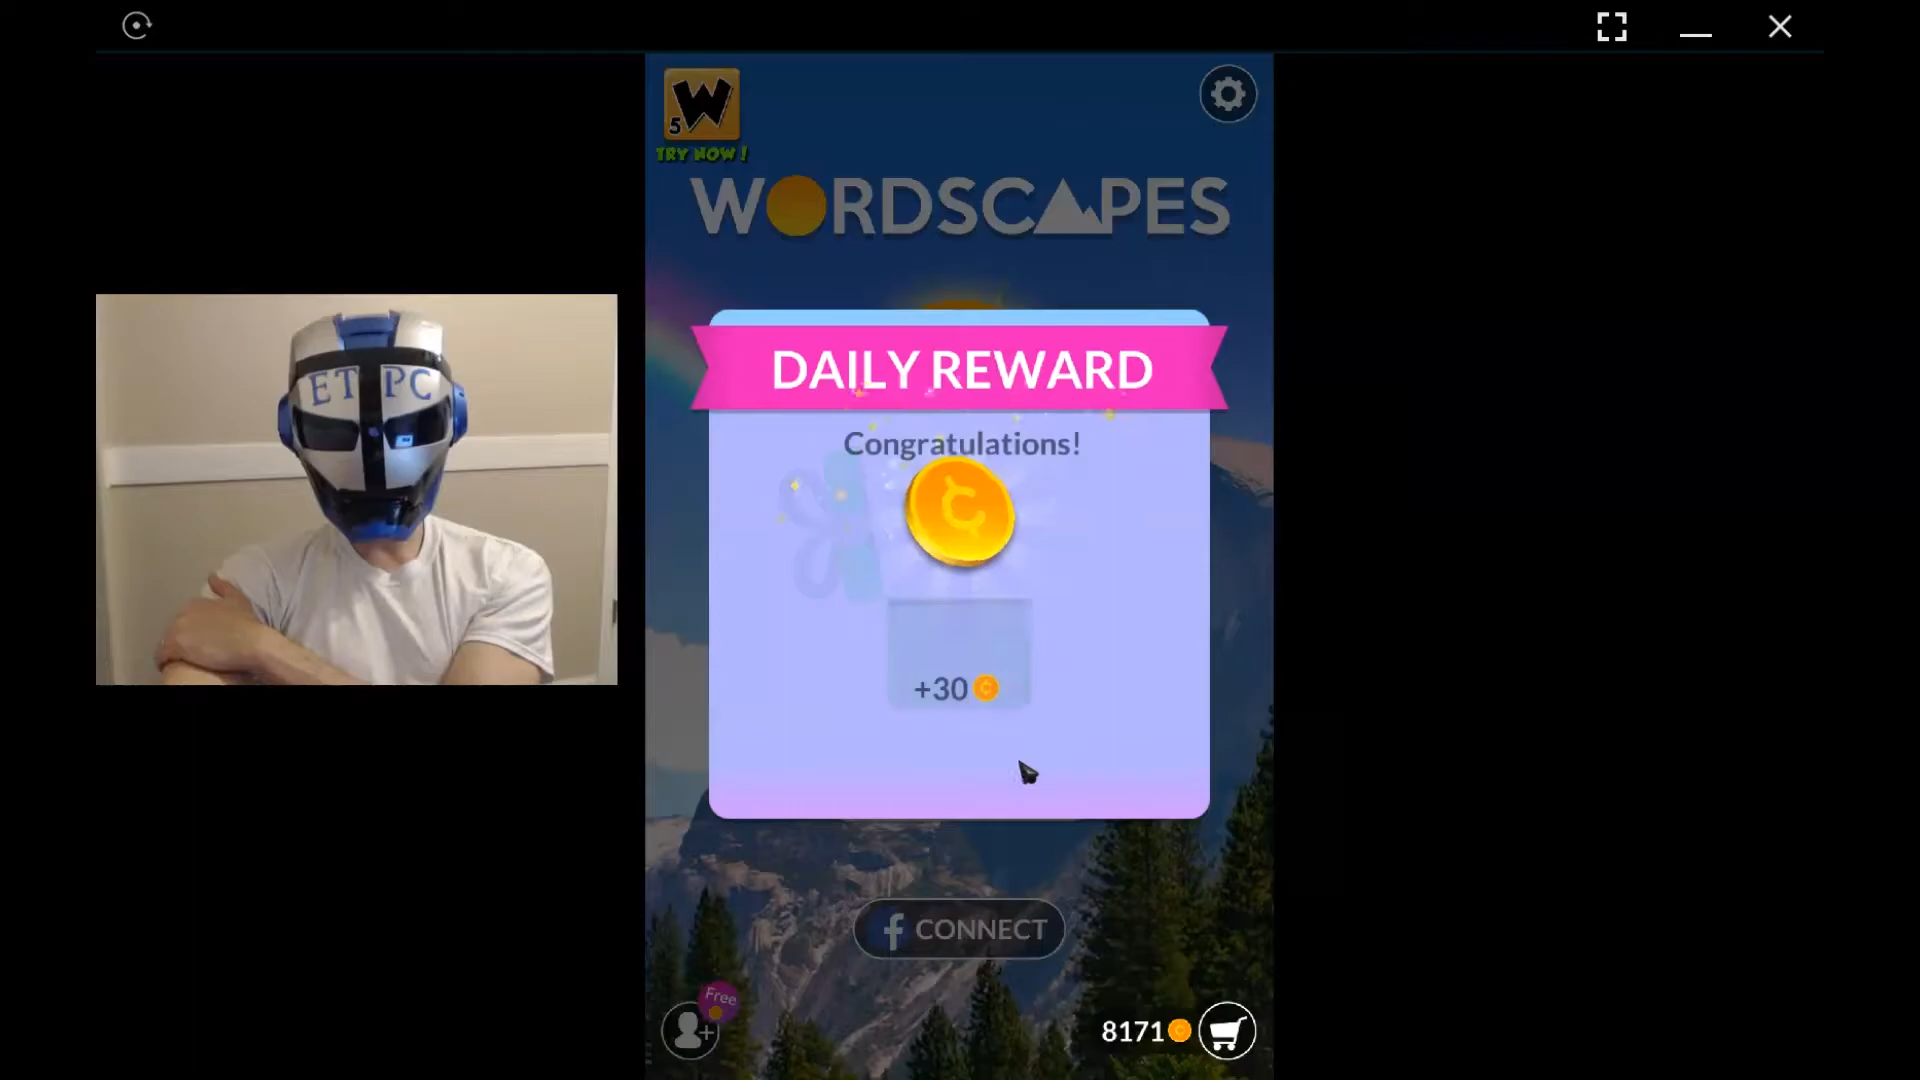 W
5
TRY NOW!
WORDSCAPES
DAILY REWARD
Congratulations!
+30
ET PC
f CONNECT
Free
8171